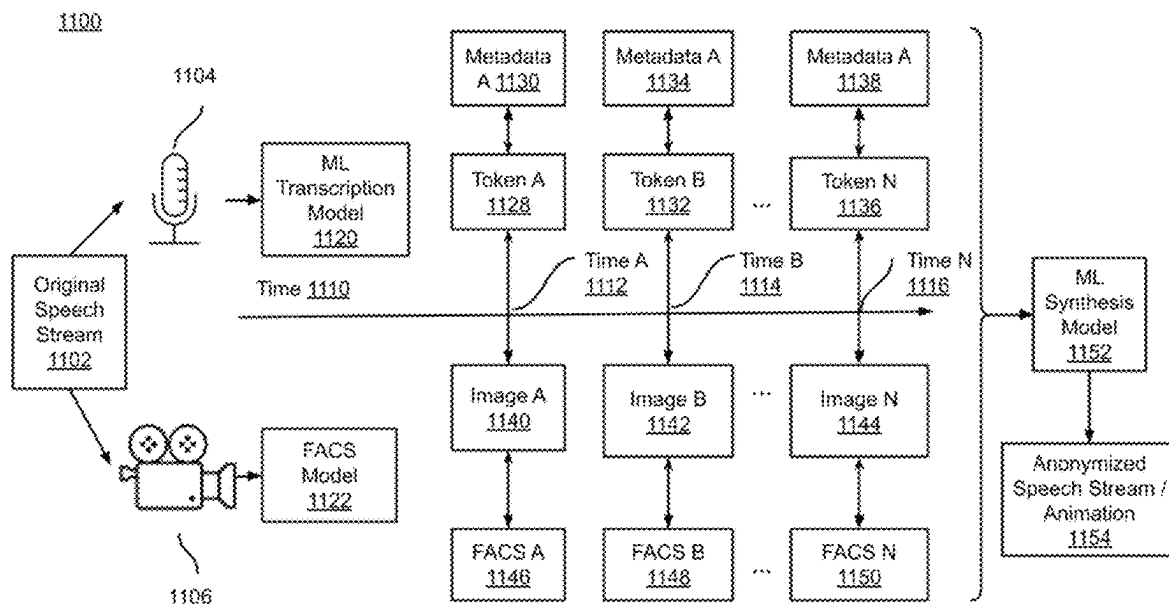 1100
1104
Metadata
A 1130
Metadata A
1134
Metadata A
1138
ML
Transcription
Model
1120
Token A
1128
Token B
1132
...
Token N
1136
Original
Speech
Stream
1102
Time 1110
Time A
1112
Time B
1114
Time N
1116
ML
Synthesis
Model
1152
Image A
1140
Image B
1142
...
Image N
1144
FACS
Model
1122
Anonymized
Speech Stream /
Animation
1154
FACS A
1146
FACS B
1148
...
FACS N
1150
1106